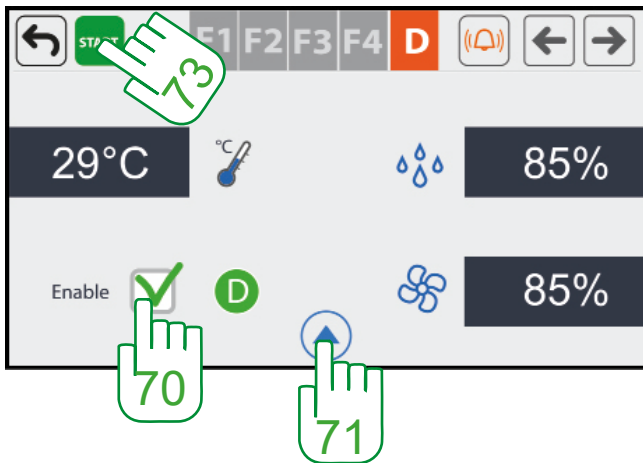 START F1 F2 F3 F4 D
73
29°C °C 85%
Enable D 85%
70
71